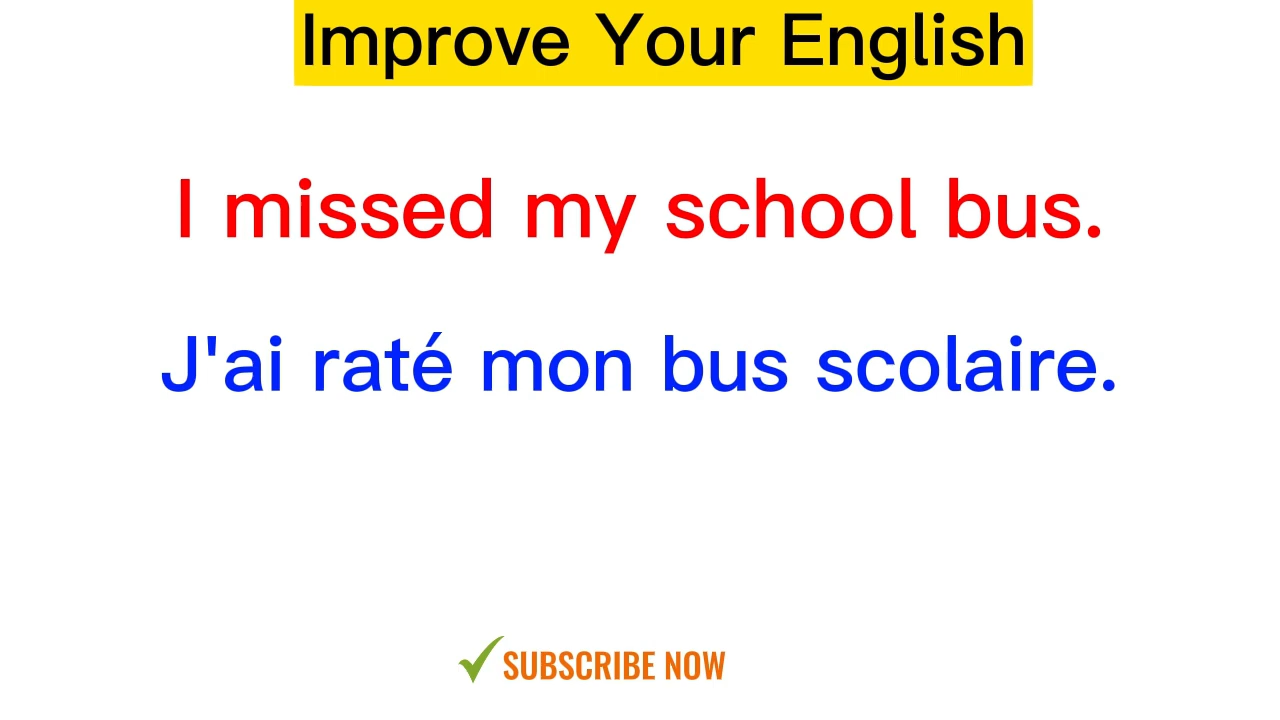 Improve Your English
I missed my school bus.
J'ai raté mon bus scolaire.
SUBSCRIBE NOW